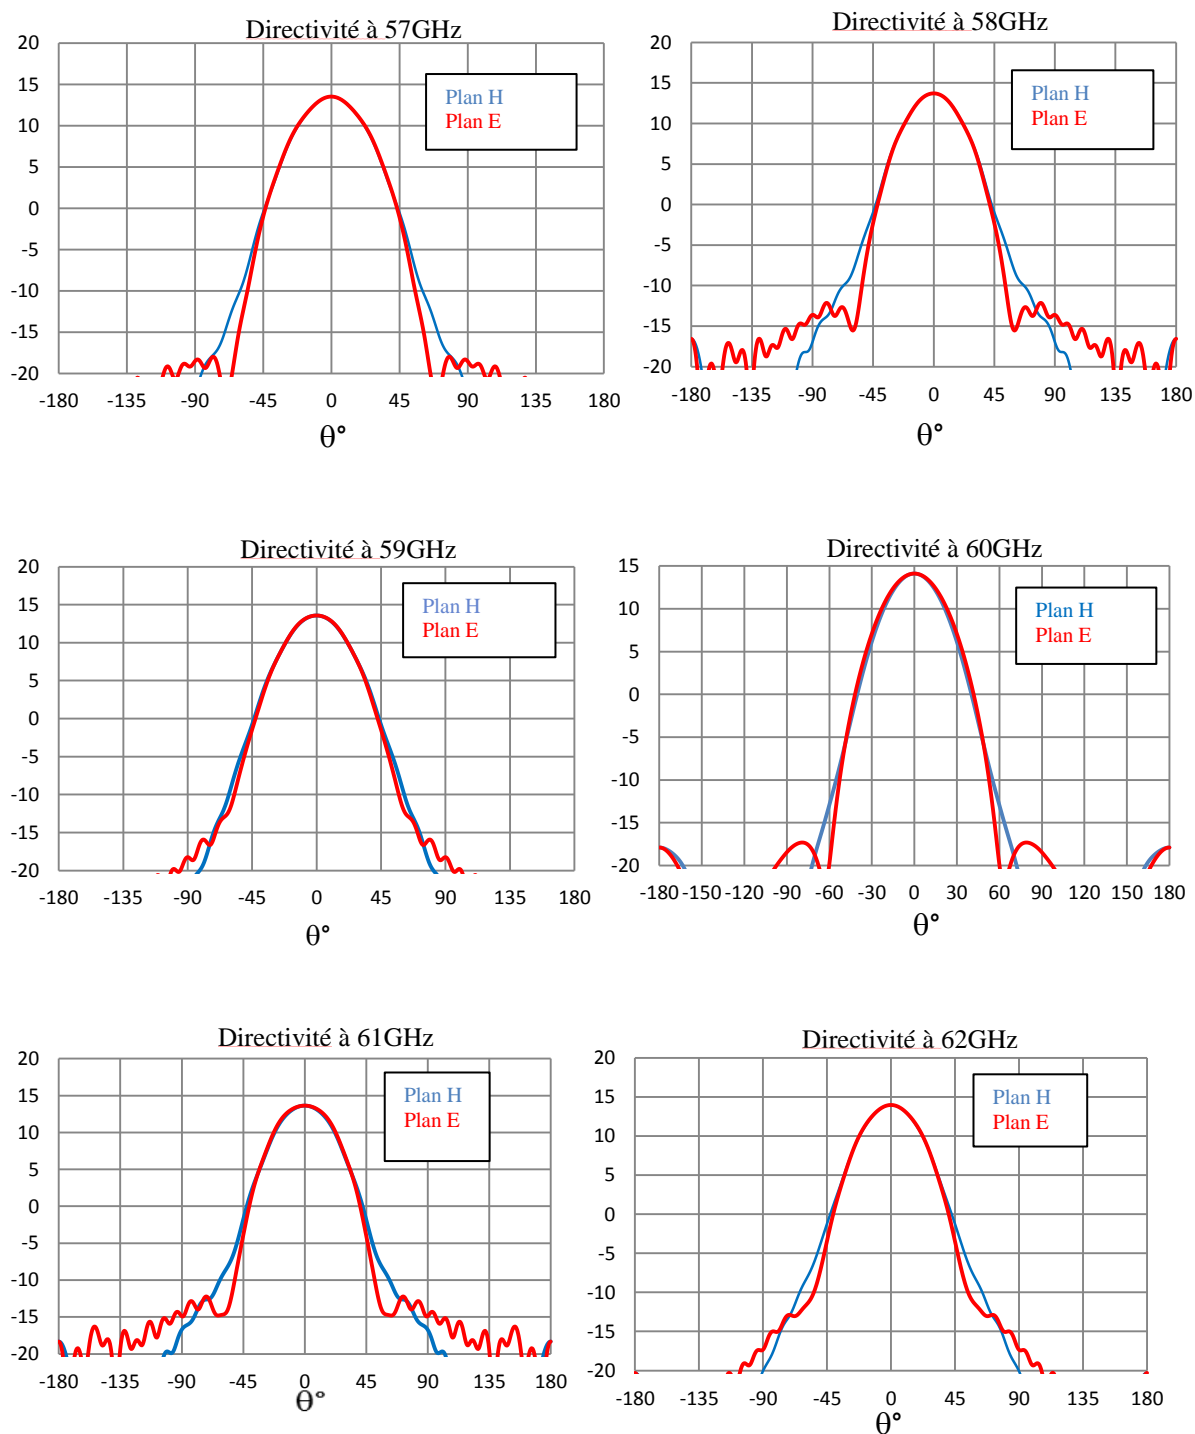 Directivité à 57GHz
20
15
10
5
0
-5
-10
-15
-20
Plan H
Plan E
-180 -135 -90 -45 0 45 90 135 180
θ°
Directivité à 58GHz
20
15
10
5
0
-5
-10
-15
-20
Plan H
Plan E
-180 -135 -90 -45 0 45 90 135 180
θ°
Directivité à 59GHz
20
15
10
5
0
-5
-10
-15
-20
Plan H
Plan E
-180 -135 -90 -45 0 45 90 135 180
θ°
Directivité à 60GHz
15
10
5
0
-5
-10
-15
-20
Plan H
Plan E
-180 -150 -120 -90 -60 -30 0 30 60 90 120 150 180
θ°
Directivité à 61GHz
20
15
10
5
0
-5
-10
-15
-20
Plan H
Plan E
-180 -135 -90 -45 0 45 90 135 180
θ°
Directivité à 62GHz
20
15
10
5
0
-5
-10
-15
-20
Plan H
Plan E
-180 -135 -90 -45 0 45 90 135 180
θ°